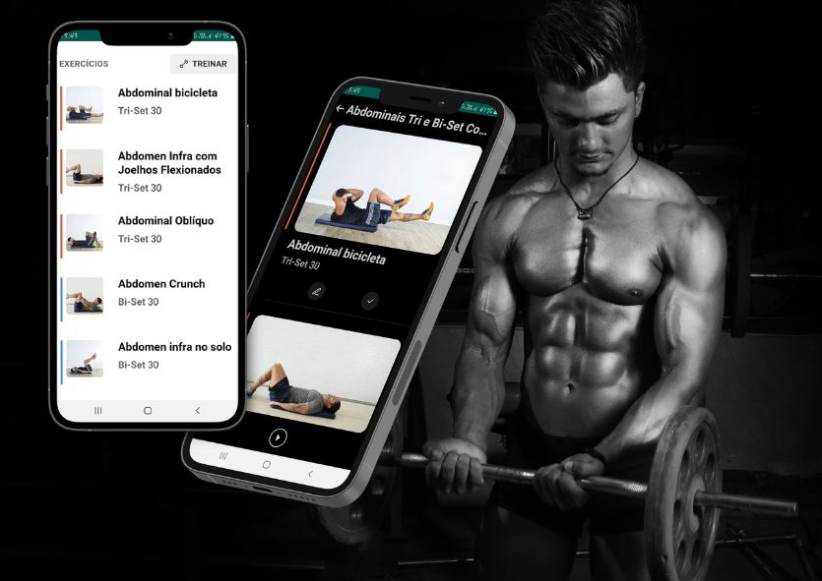 EXERCÍCIOS
TREINAR
Abdominal bicicleta
Tri-Set 30
Abdomen Infra com
Joelhos Flexionados
Tri-Set 30
Abdominal Oblíquo
Tri-Set 30
Abdomen Crunch
Bi-Set 30
Abdomen infra no solo
Bi-Set 30
Abdominais Tri e Bi-Set Co...
Abdominal bicicleta
Tri-Set 30